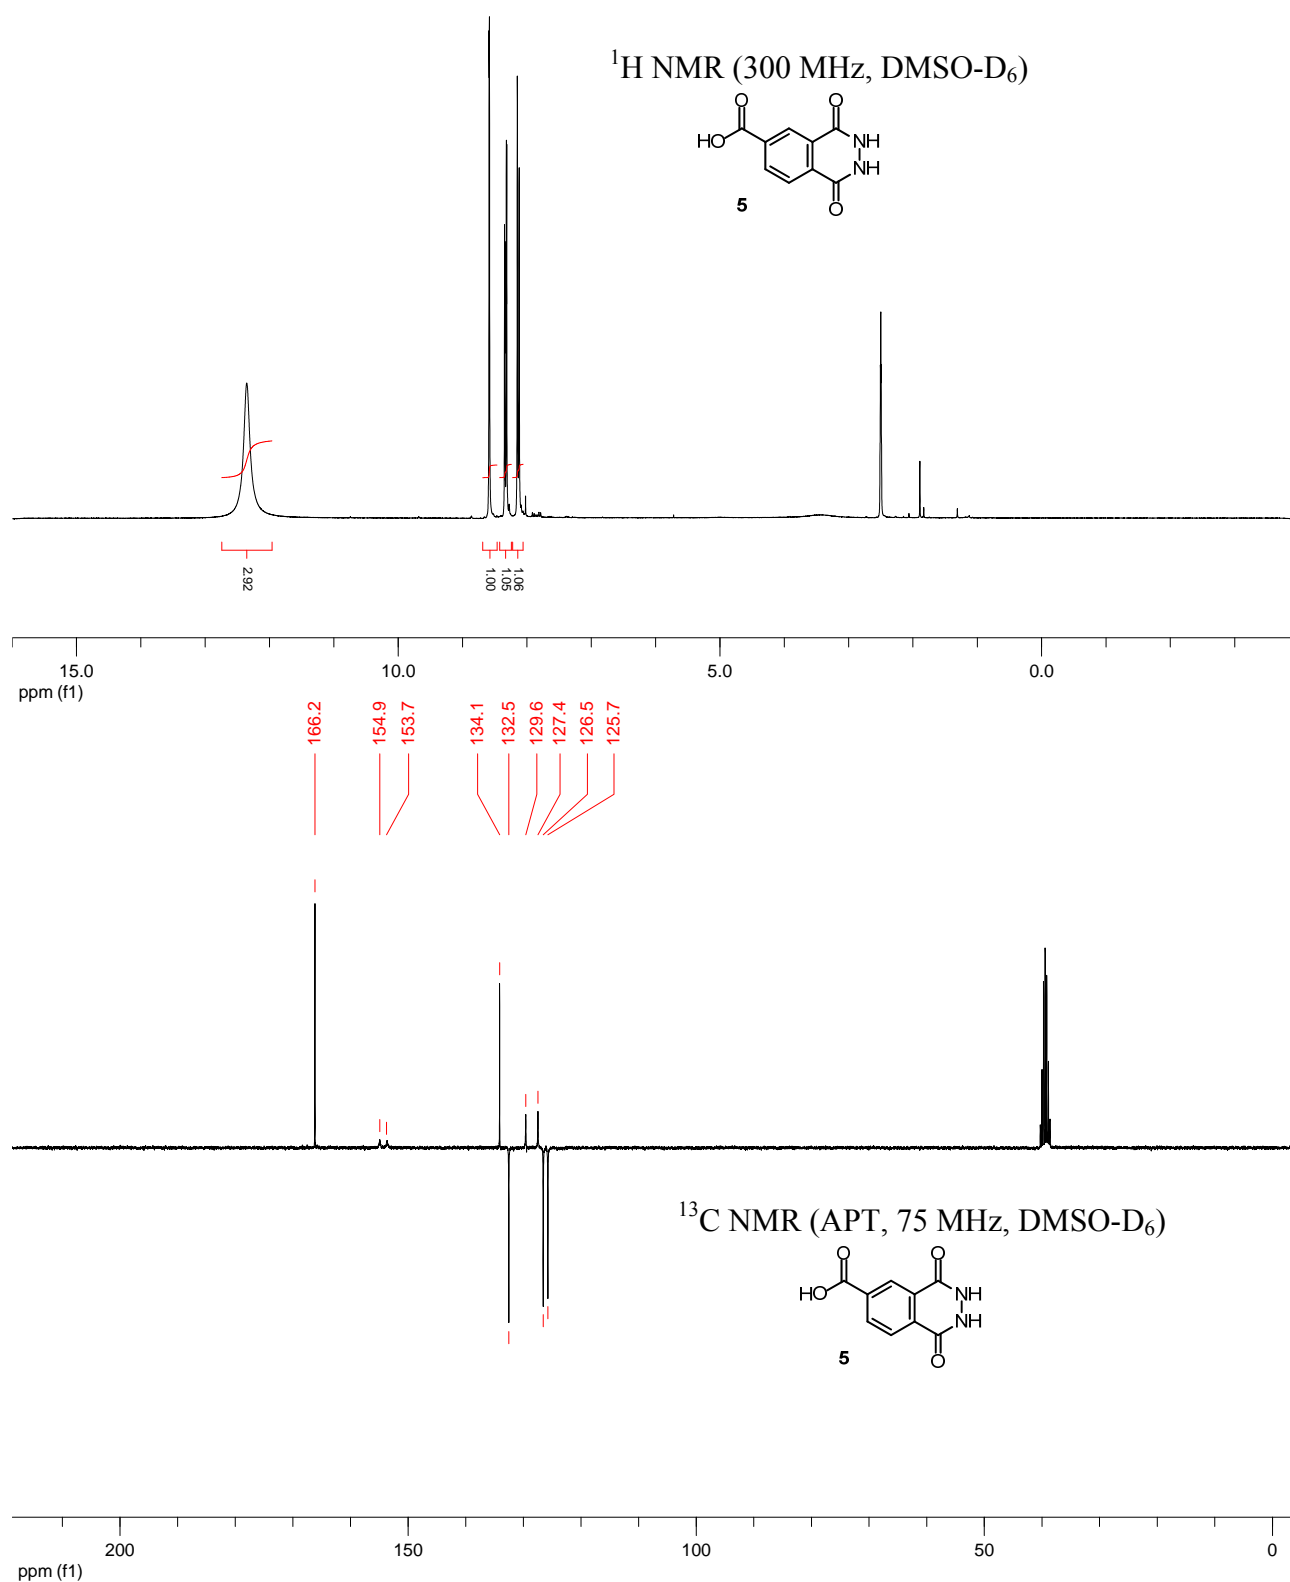 ¹H NMR (300 MHz, DMSO-D₆)
O
O
HO
NH
NH
O
5
2.92
1.00
1.05
1.06
15.0
10.0
5.0
0.0
ppm (f1)
166.2
154.9
153.7
134.1
132.5
129.6
127.4
126.5
125.7
¹³C NMR (APT, 75 MHz, DMSO-D₆)
O
O
HO
NH
NH
O
5
200
150
100
50
0
ppm (f1)